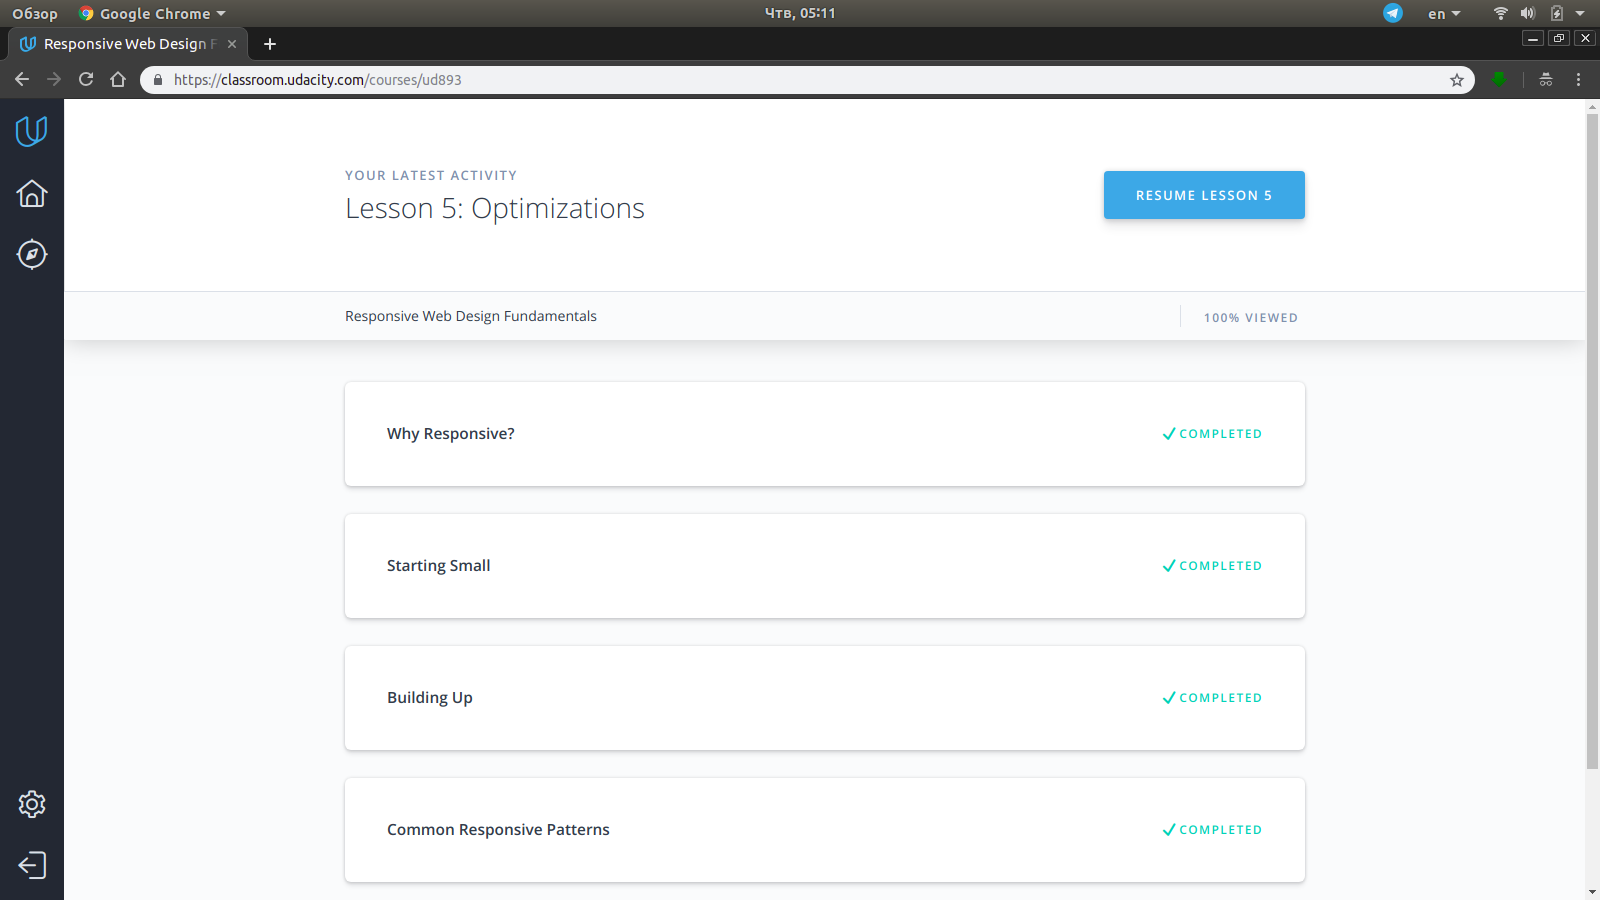 Обзор
Google Chrome
Чтв, 05:11
en
Responsive Web Design F
https://classroom.udacity.com/courses/ud893
YOUR LATEST ACTIVITY
Lesson 5: Optimizations
RESUME LESSON 5
Responsive Web Design Fundamentals
100% VIEWED
Why Responsive?
COMPLETED
Starting Small
COMPLETED
Building Up
COMPLETED
Common Responsive Patterns
COMPLETED